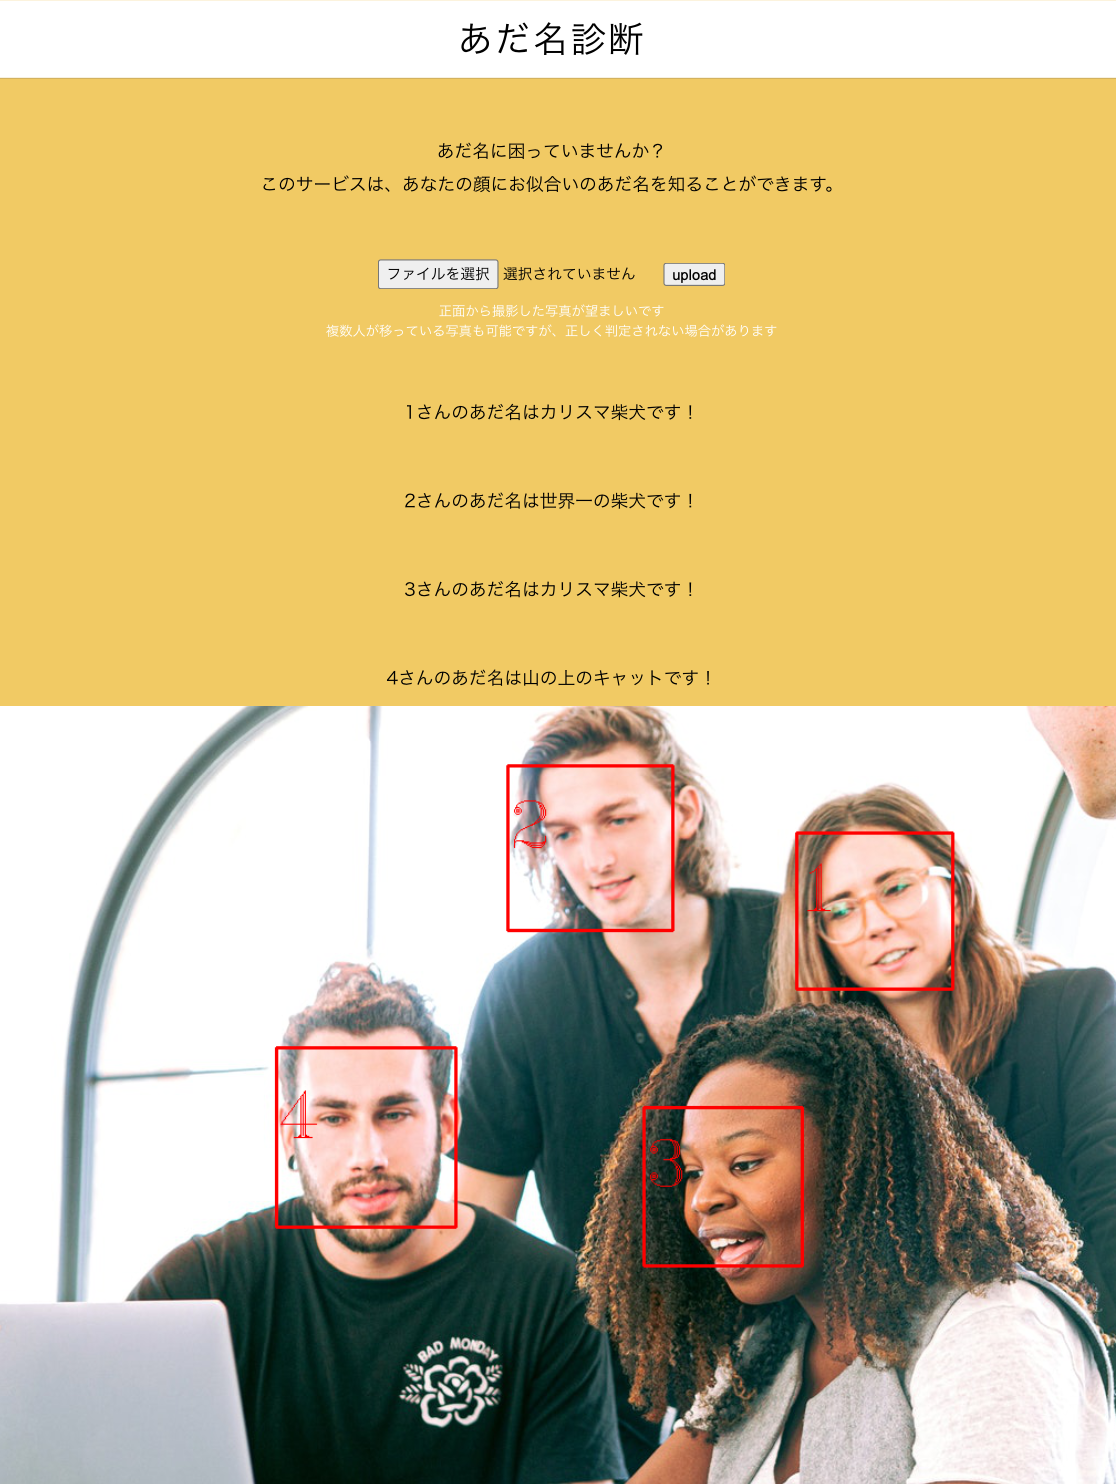 あだ名診断
あだ名に困っていませんか？
このサービスは、あなたの顔にお似合いのあだ名を知ることができます。
ファイルを選択 選択されていません upload
正面から撮影した写真が望ましいです
複数人が移っている写真も可能ですが、正しく判定されない場合があります
1さんのあだ名はカリスマ柴犬です！
2さんのあだ名は世界一の柴犬です！
3さんのあだ名はカリスマ柴犬です！
4さんのあだ名は山の上のキャットです！
2
1
4
3
BAD MONDAY